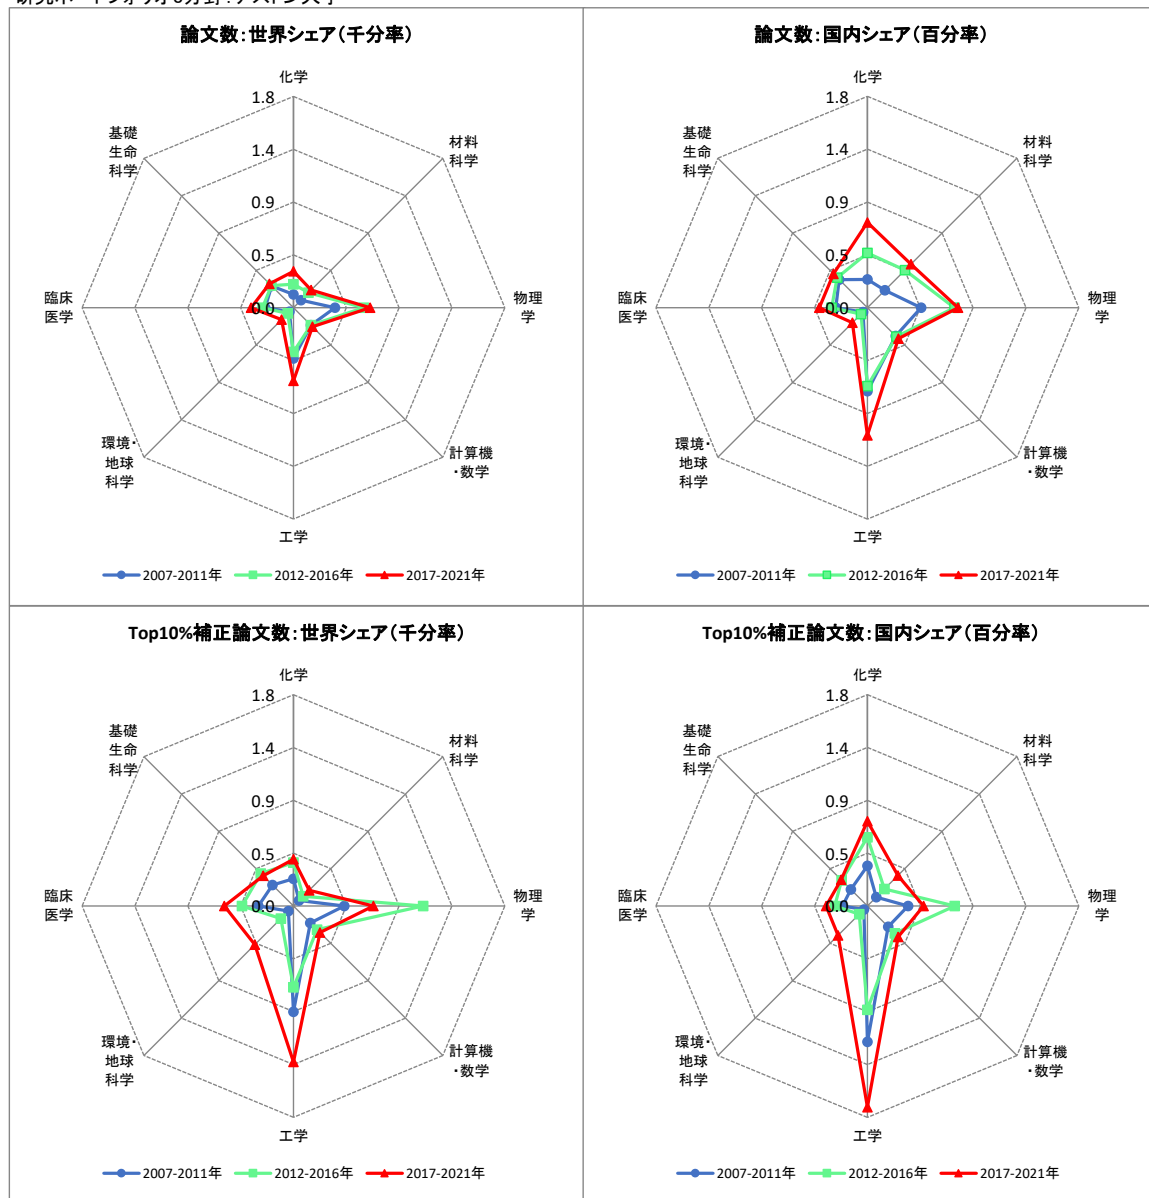 論文数:世界シェア(千分率)
化学
1.8
1.4
0.9
0.5
0.0
材料
科学
物理
学
計算機
・数学
工学
環境・
地球
科学
臨床
医学
基礎
生命
科学
2007-2011年
2012-2016年
2017-2021年
論文数:国内シェア(百分率)
化学
1.8
1.4
0.9
0.5
0.0
材料
科学
物理
学
計算機
・数学
工学
環境・
地球
科学
臨床
医学
基礎
生命
科学
2007-2011年
2012-2016年
2017-2021年
Top10%補正論文数:世界シェア(千分率)
化学
1.8
1.4
0.9
0.5
0.0
材料
科学
物理
学
計算機
・数学
工学
環境・
地球
科学
臨床
医学
基礎
生命
科学
2007-2011年
2012-2016年
2017-2021年
Top10%補正論文数:国内シェア(百分率)
化学
1.8
1.4
0.9
0.5
0.0
材料
科学
物理
学
計算機
・数学
工学
環境・
地球
科学
臨床
医学
基礎
生命
科学
2007-2011年
2012-2016年
2017-2021年